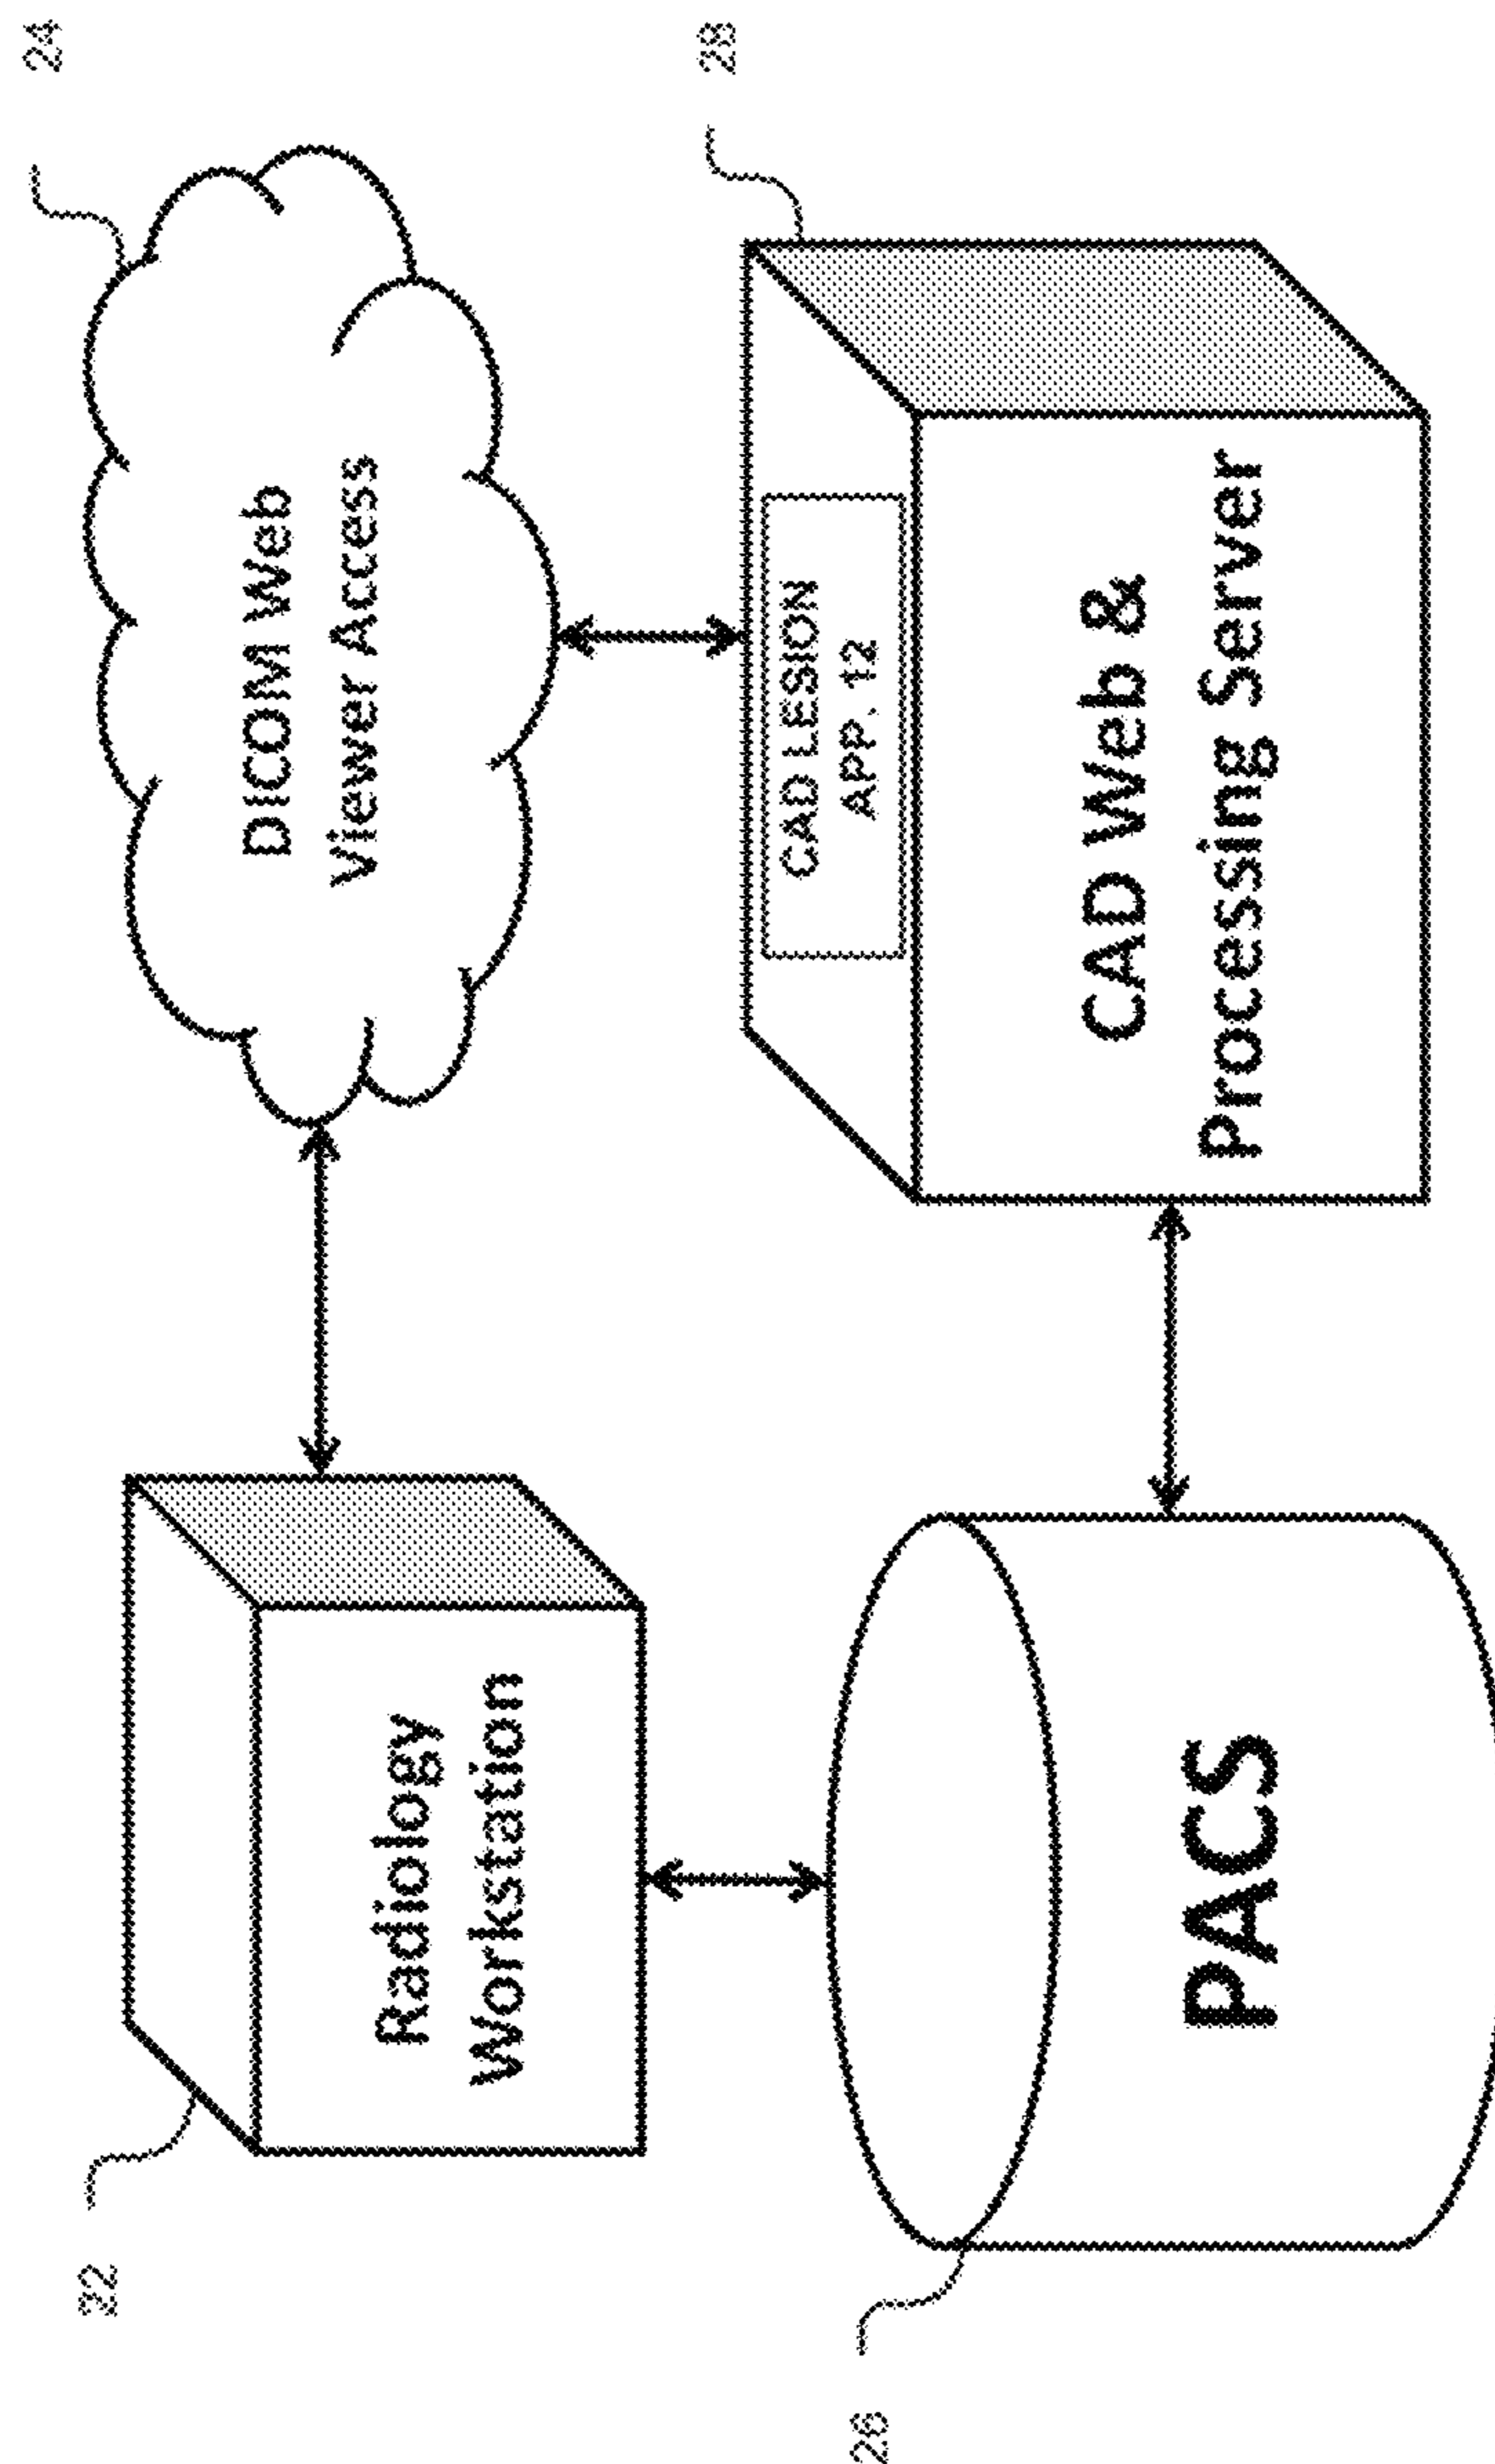 22
Radiology
Workstation
DICOM Web
Viewer Access
24
26
PACS
CAD LESION
APP. 12
CAD Web &
Processing Server
28